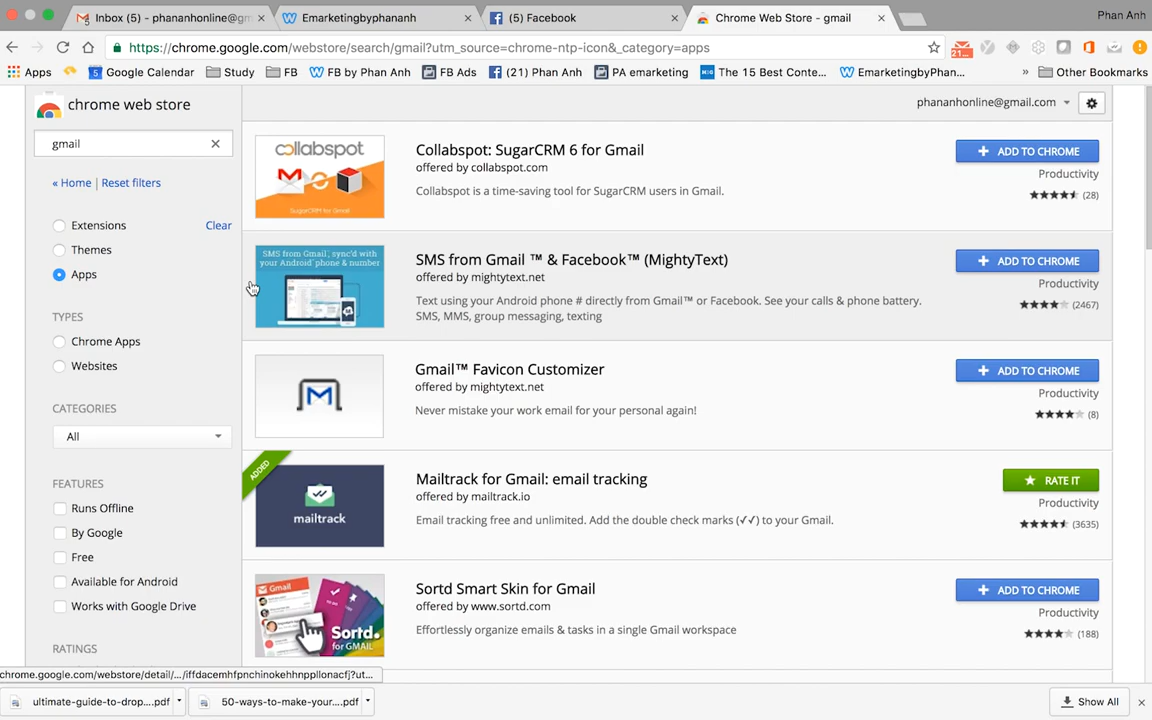 Inbox (5) - phananhonline@gm
Emarketingbyphananh
(5) Facebook
Chrome Web Store - gmail
Phan Anh
https://chrome.google.com/webstore/search/gmail?utm_source=chrome-ntp-icon&_category=apps
21...
Apps
Google Calendar
Study
FB
FB by Phan Anh
FB Ads
(21) Phan Anh
PA emarketing
The 15 Best Conte...
EmarketingbyPhan...
»
Other Bookmarks
chrome web store
phananhonline@gmail.com
gmail
« Home | Reset filters
Extensions
Clear
Themes
Apps
TYPES
Chrome Apps
Websites
CATEGORIES
All
FEATURES
Runs Offline
By Google
Free
Available for Android
Works with Google Drive
RATINGS
collabspot
SugarCRM 6 for Gmail
Collabspot: SugarCRM 6 for Gmail
offered by collabspot.com
Collabspot is a time-saving tool for SugarCRM users in Gmail.
+ ADD TO CHROME
Productivity
(28)
SMS from Gmail™, sync'd with
your Android™ phone & number
SMS from Gmail ™ & Facebook™ (MightyText)
offered by mightytext.net
Text using your Android phone # directly from Gmail™ or Facebook. See your calls & phone battery.
SMS, MMS, group messaging, texting
+ ADD TO CHROME
Productivity
(2467)
Gmail™ Favicon Customizer
offered by mightytext.net
Never mistake your work email for your personal again!
+ ADD TO CHROME
Productivity
(8)
ADDED
mailtrack
Mailtrack for Gmail: email tracking
offered by mailtrack.io
Email tracking free and unlimited. Add the double check marks (✓✓) to your Gmail.
RATE IT
Productivity
(3635)
Gmail
Sortd.
for GMAIL
Sortd Smart Skin for Gmail
offered by www.sortd.com
Effortlessly organize emails & tasks in a single Gmail workspace
+ ADD TO CHROME
Productivity
(188)
chrome.google.com/webstore/detail/.../iffdacemhfpnchinokehhnppllonacfj?ut...
ultimate-guide-to-drop....pdf
50-ways-to-make-your....pdf
Show All